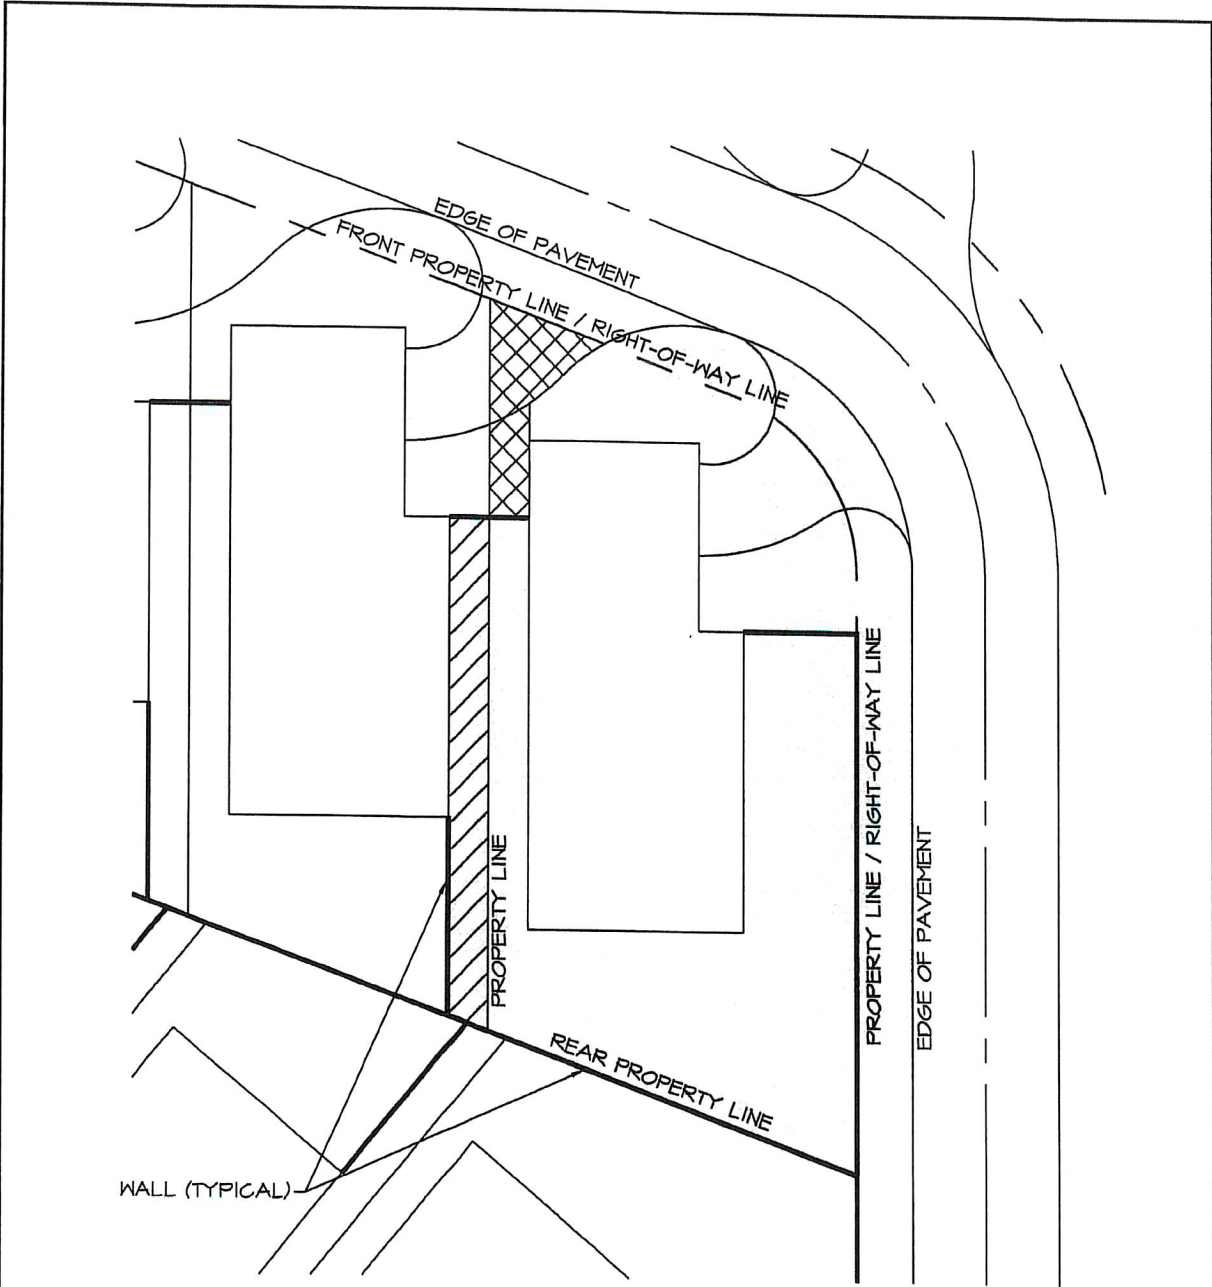 EDGE OF PAVEMENT
FRONT PROPERTY LINE / RIGHT-OF-WAY LINE
PROPERTY LINE / RIGHT-OF-WAY LINE
EDGE OF PAVEMENT
PROPERTY LINE
REAR PROPERTY LINE
WALL (TYPICAL)